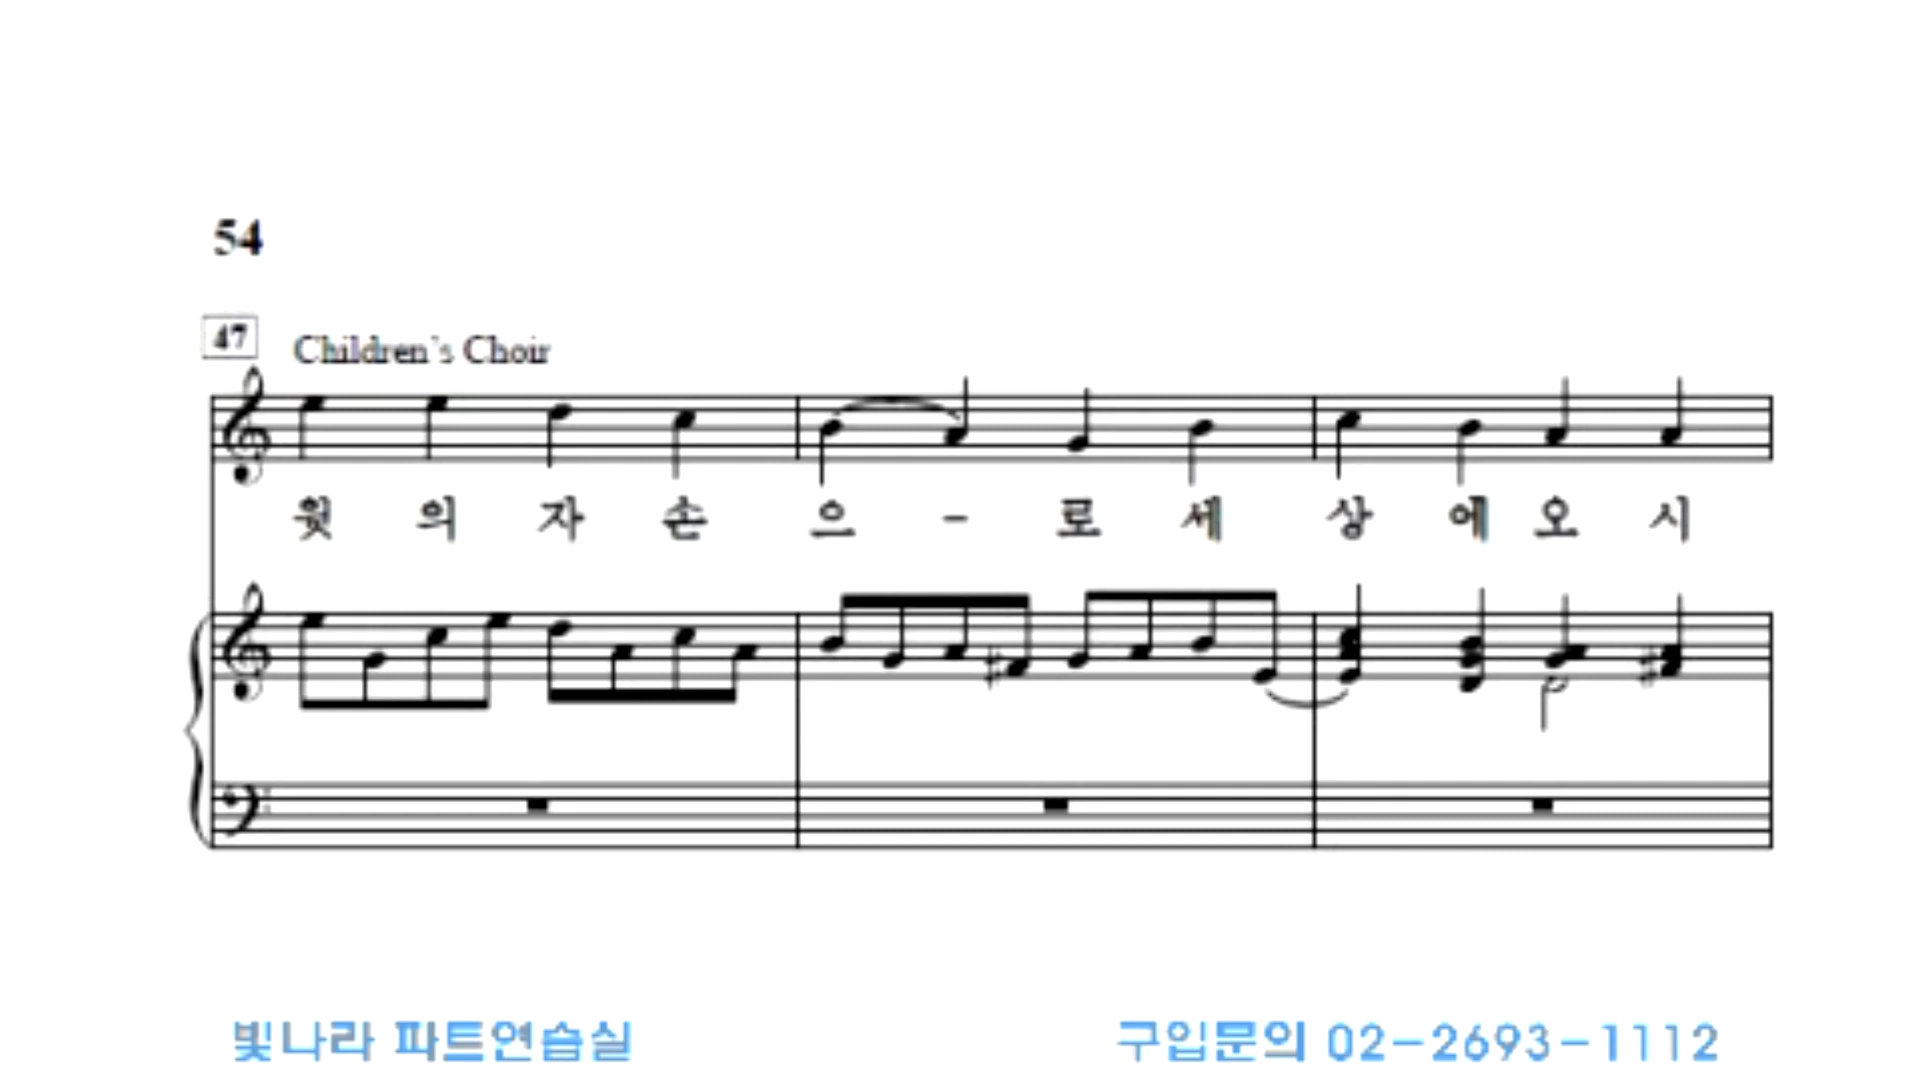 54
47 Children`s Choir
윗 의 자 손 으 - 로 세 상 에 오 시
빛나라 파트연습실 구입문의 02-2693-1112